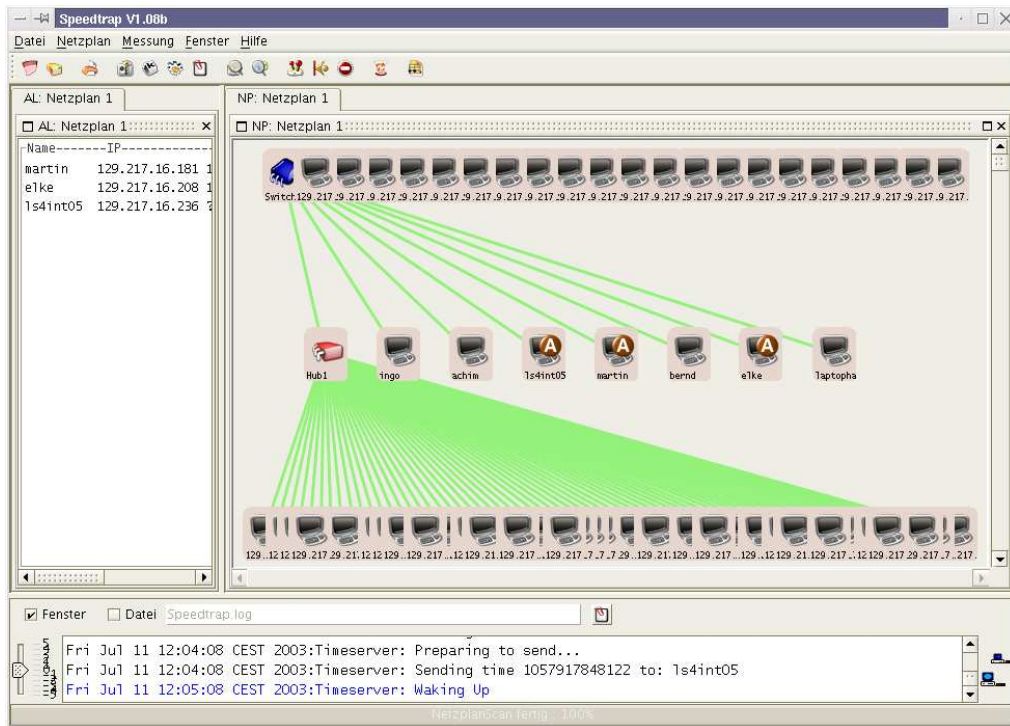 Speedtrap V1.08b
Datei Netzplan Messung Fenster Hilfe
AL: Netzplan 1
NP: Netzplan 1
AL: Netzplan 1
NP: Netzplan 1
Name-------IP-------------
martin 129.217.16.181 1
elke 129.217.16.208 1
ls4int05 129.217.16.236 ?
Switch 129.217
Hub1 ingo achim ls4int05 martin bernd elke laptopha
Fenster Datei Speedtrap.log
Fri Jul 11 12:04:08 CEST 2003:Timeserver: Preparing to send...
Fri Jul 11 12:04:08 CEST 2003:Timeserver: Sending time 1057917848122 to: ls4int05
Fri Jul 11 12:05:08 CEST 2003:Timeserver: Waking Up
NetzplanScan fertig : 100%